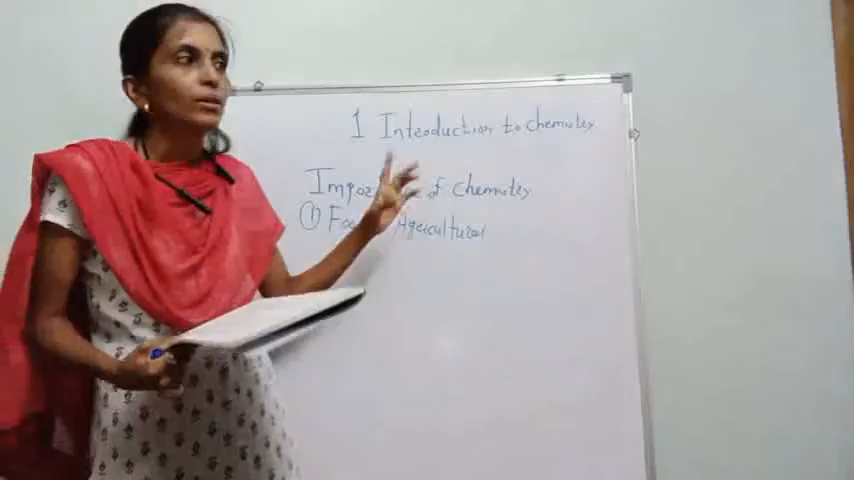 1 Introduction to chemistry
of chemistry
(1) Agricultural